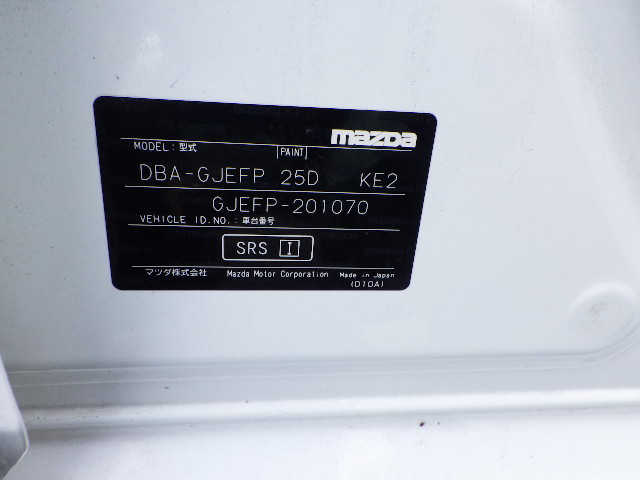 mazda
MODEL：型式 PAINT
DBA-GJEFP 25D KE2
GJEFP-201070
VEHICLE ID.NO.：車台番号
SRS I
マツダ株式会社 Mazda Motor Corporation Made in Japan
(D10A)